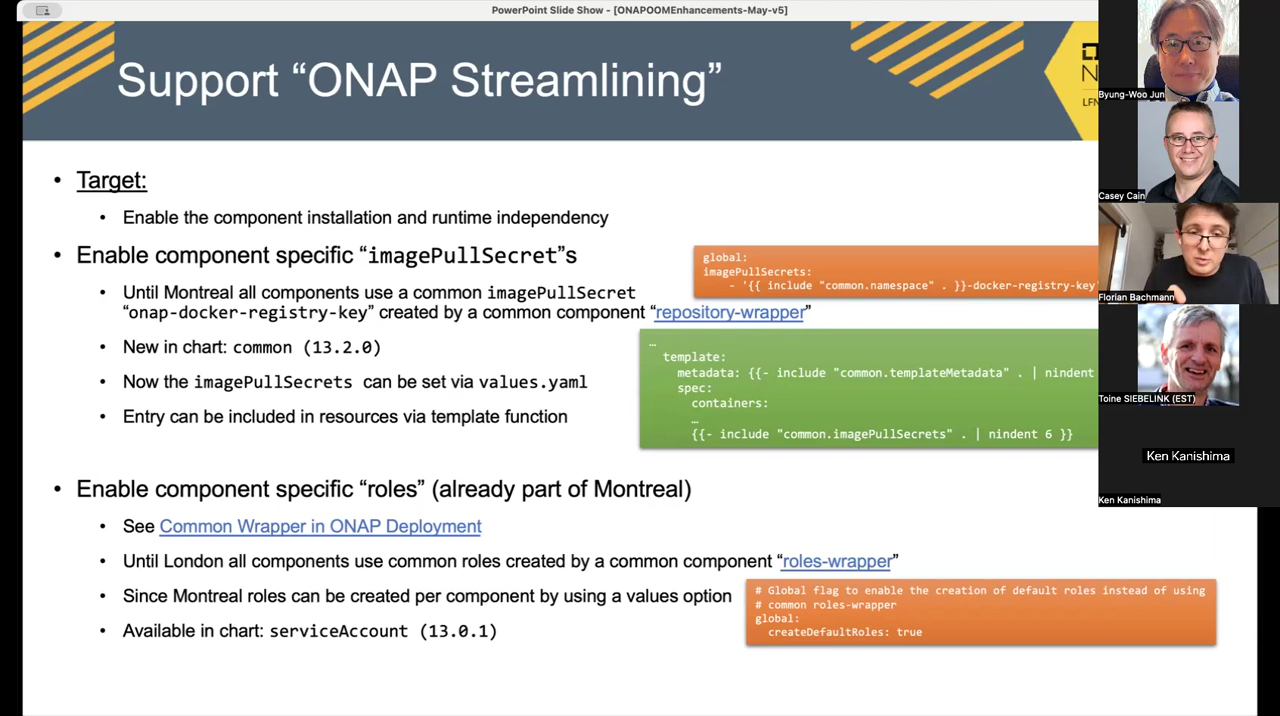 PowerPoint Slide Show - [ONAPOOMEnhancements-May-v5]
Support “ONAP Streamlining”
N
LFN
• Target:
• Enable the component installation and runtime independency
• Enable component specific “imagePullSecret”s
• Until Montreal all components use a common imagePullSecret
“onap-docker-registry-key” created by a common component “repository-wrapper”
• New in chart: common (13.2.0)
• Now the imagePullSecrets can be set via values.yaml
• Entry can be included in resources via template function
global:
imagePullSecrets:
- '{{ include "common.namespace" . }}-docker-registry-key'
…
template:
metadata: {{- include "common.templateMetadata" . | nindent
spec:
containers:
…
{{- include "common.imagePullSecrets" . | nindent 6 }}
• Enable component specific “roles” (already part of Montreal)
• See Common Wrapper in ONAP Deployment
• Until London all components use common roles created by a common component “roles-wrapper”
• Since Montreal roles can be created per component by using a values option
• Available in chart: serviceAccount (13.0.1)
# Global flag to enable the creation of default roles instead of using
# common roles-wrapper
global:
createDefaultRoles: true
Byung-Woo Jun
Casey Cain
Florian Bachmann
Toine SIEBELINK (EST)
Ken Kanishima
Ken Kanishima